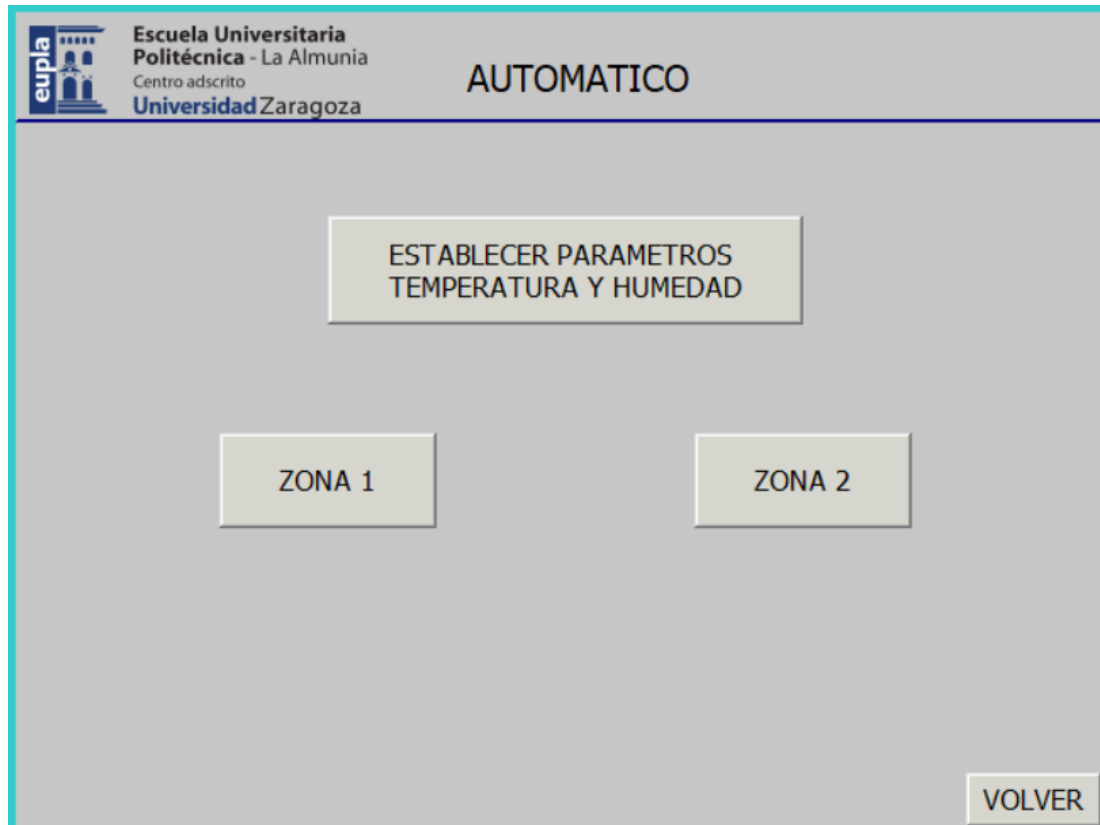 eupla
Escuela Universitaria
Politécnica - La Almunia
Centro adscrito
Universidad Zaragoza
AUTOMATICO
ESTABLECER PARAMETROS
TEMPERATURA Y HUMEDAD
ZONA 1
ZONA 2
VOLVER